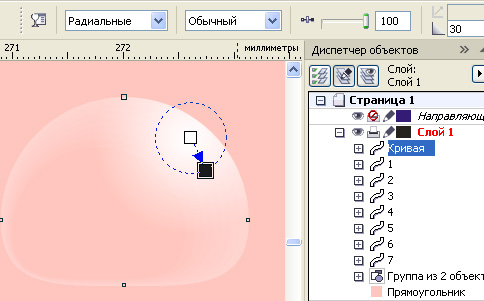 Радиальные Обычный 100 30
271 272 миллиметры
Диспетчер объектов
Слой:
Слой 1
Страница 1
Направляющ
Слой 1
Кривая
1
2
3
4
5
6
7
Группа из 2 объект
Прямоугольник